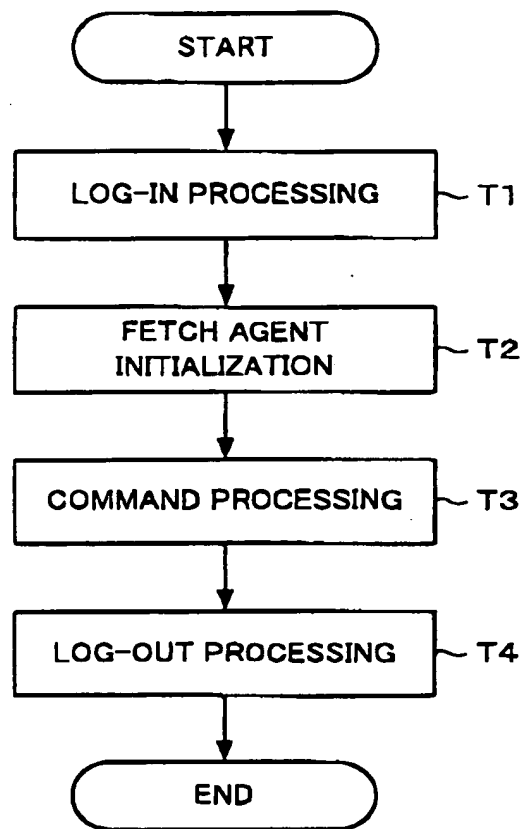 START
LOG-IN PROCESSING
T1
FETCH AGENT
INITIALIZATION
T2
COMMAND PROCESSING
T3
LOG-OUT PROCESSING
T4
END